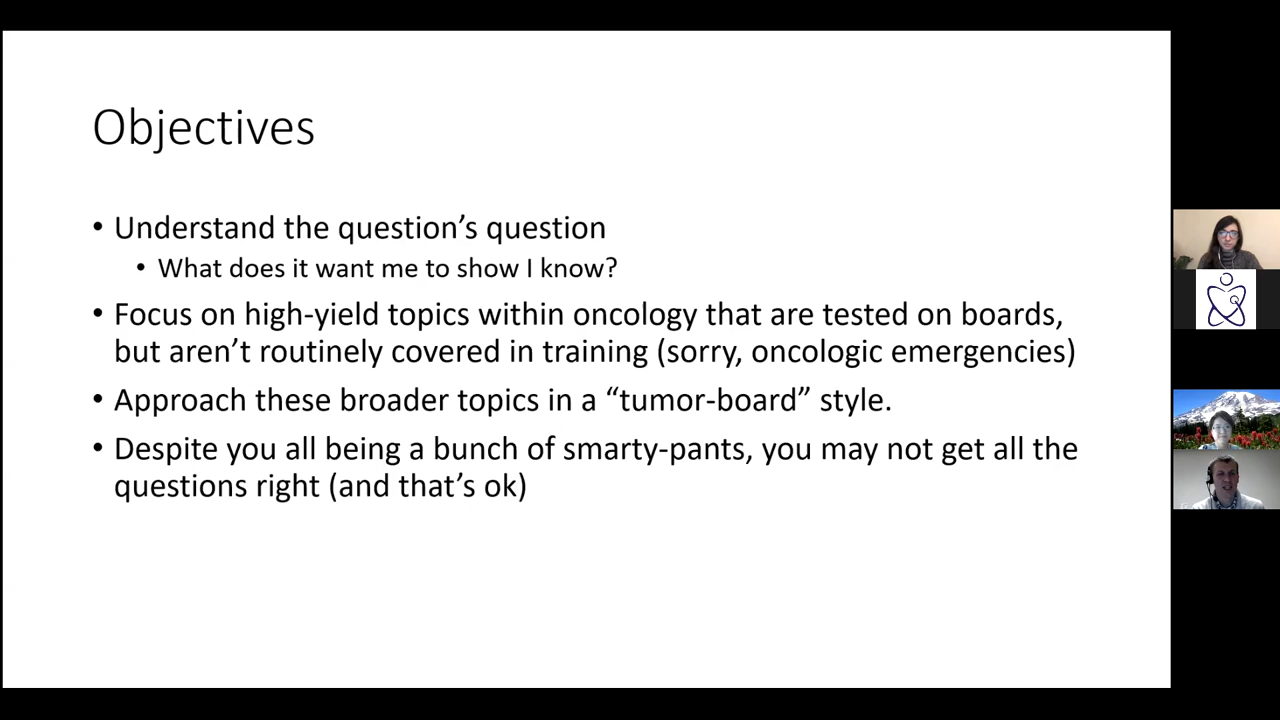 Objectives
• Understand the question’s question
• What does it want me to show I know?
• Focus on high-yield topics within oncology that are tested on boards,
but aren’t routinely covered in training (sorry, oncologic emergencies)
• Approach these broader topics in a “tumor-board” style.
• Despite you all being a bunch of smarty-pants, you may not get all the
questions right (and that’s ok)